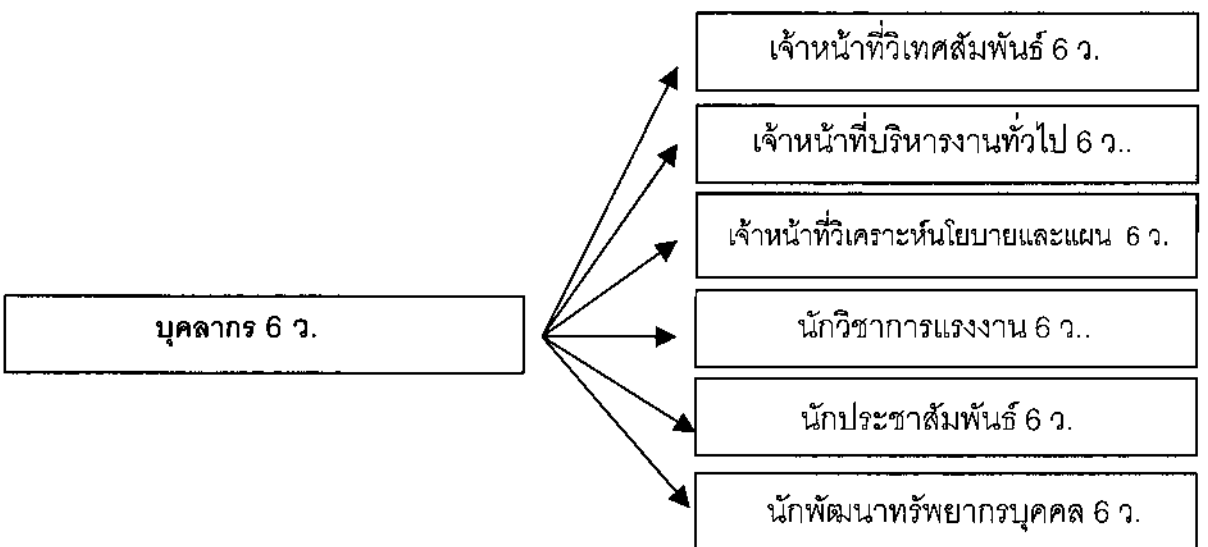 เจ้าหน้าที่วิเทศสัมพันธ์ 6 ว.
เจ้าหน้าที่บริหารงานทั่วไป 6 ว..
เจ้าหน้าที่วิเคราะห์นโยบายและแผน 6 ว.
บุคลากร 6 ว.
นักวิชาการแรงงาน 6 ว..
นักประชาสัมพันธ์ 6 ว.
นักพัฒนาทรัพยากรบุคคล 6 ว.